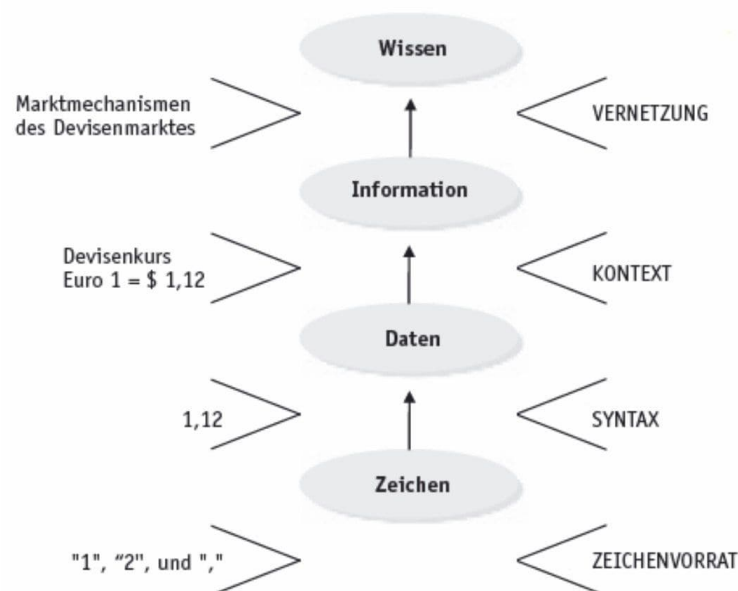 Wissen
Marktmechanismen
des Devisenmarktes
VERNETZUNG
Information
Devisenkurs
Euro 1 = $ 1,12
KONTEXT
Daten
1,12
SYNTAX
Zeichen
"1", “2", und ","
ZEICHENVORRAT